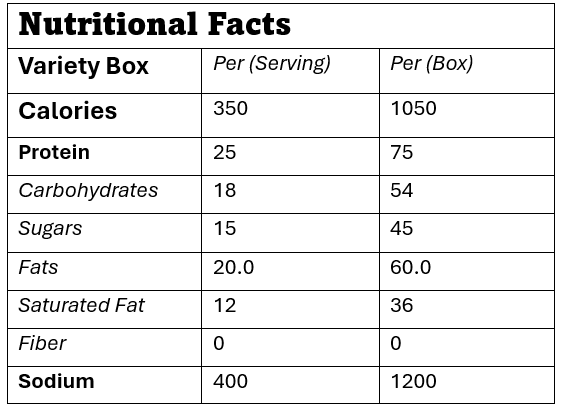 Nutritional Facts
Variety Box Per (Serving) Per (Box)
Calories 350 1050
Protein 25 75
Carbohydrates 18 54
Sugars 15 45
Fats 20.0 60.0
Saturated Fat 12 36
Fiber 0 0
Sodium 400 1200